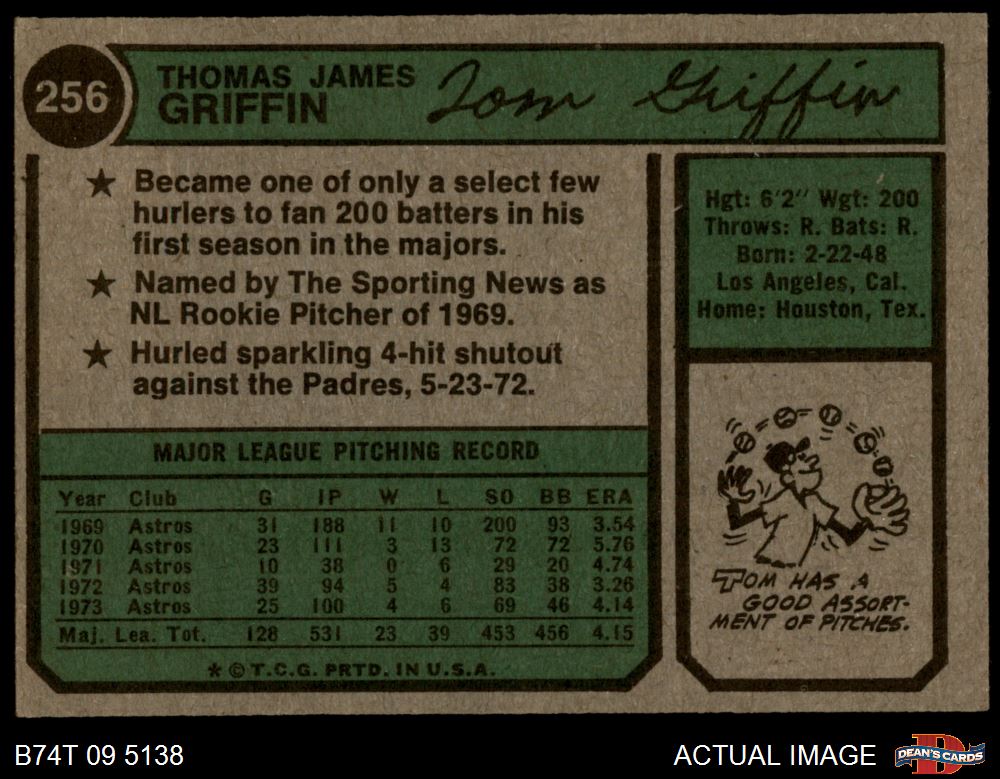 256
THOMAS JAMES
GRIFFIN
Tom Griffin
★ Became one of only a select few
hurlers to fan 200 batters in his
first season in the majors.
★ Named by The Sporting News as
NL Rookie Pitcher of 1969.
★ Hurled sparkling 4-hit shutout
against the Padres, 5-23-72.
Hgt: 6'2" Wgt: 200
Throws: R. Bats: R.
Born: 2-22-48
Los Angeles, Cal.
Home: Houston, Tex.
MAJOR LEAGUE PITCHING RECORD
Year Club G IP W L SO BB ERA
1969 Astros 31 188 11 10 200 93 3.54
1970 Astros 23 111 3 13 72 72 5.76
1971 Astros 10 38 0 6 29 20 4.74
1972 Astros 39 94 5 4 83 38 3.26
1973 Astros 25 100 4 6 69 46 4.14
Maj. Lea. Tot. 128 531 23 39 453 456 4.15
* © T.C.G. PRTD. IN U.S.A.
TOM HAS A
GOOD ASSORT-
MENT OF PITCHES.
B74T 09 5138
ACTUAL IMAGE
D
DEAN'S CARDS